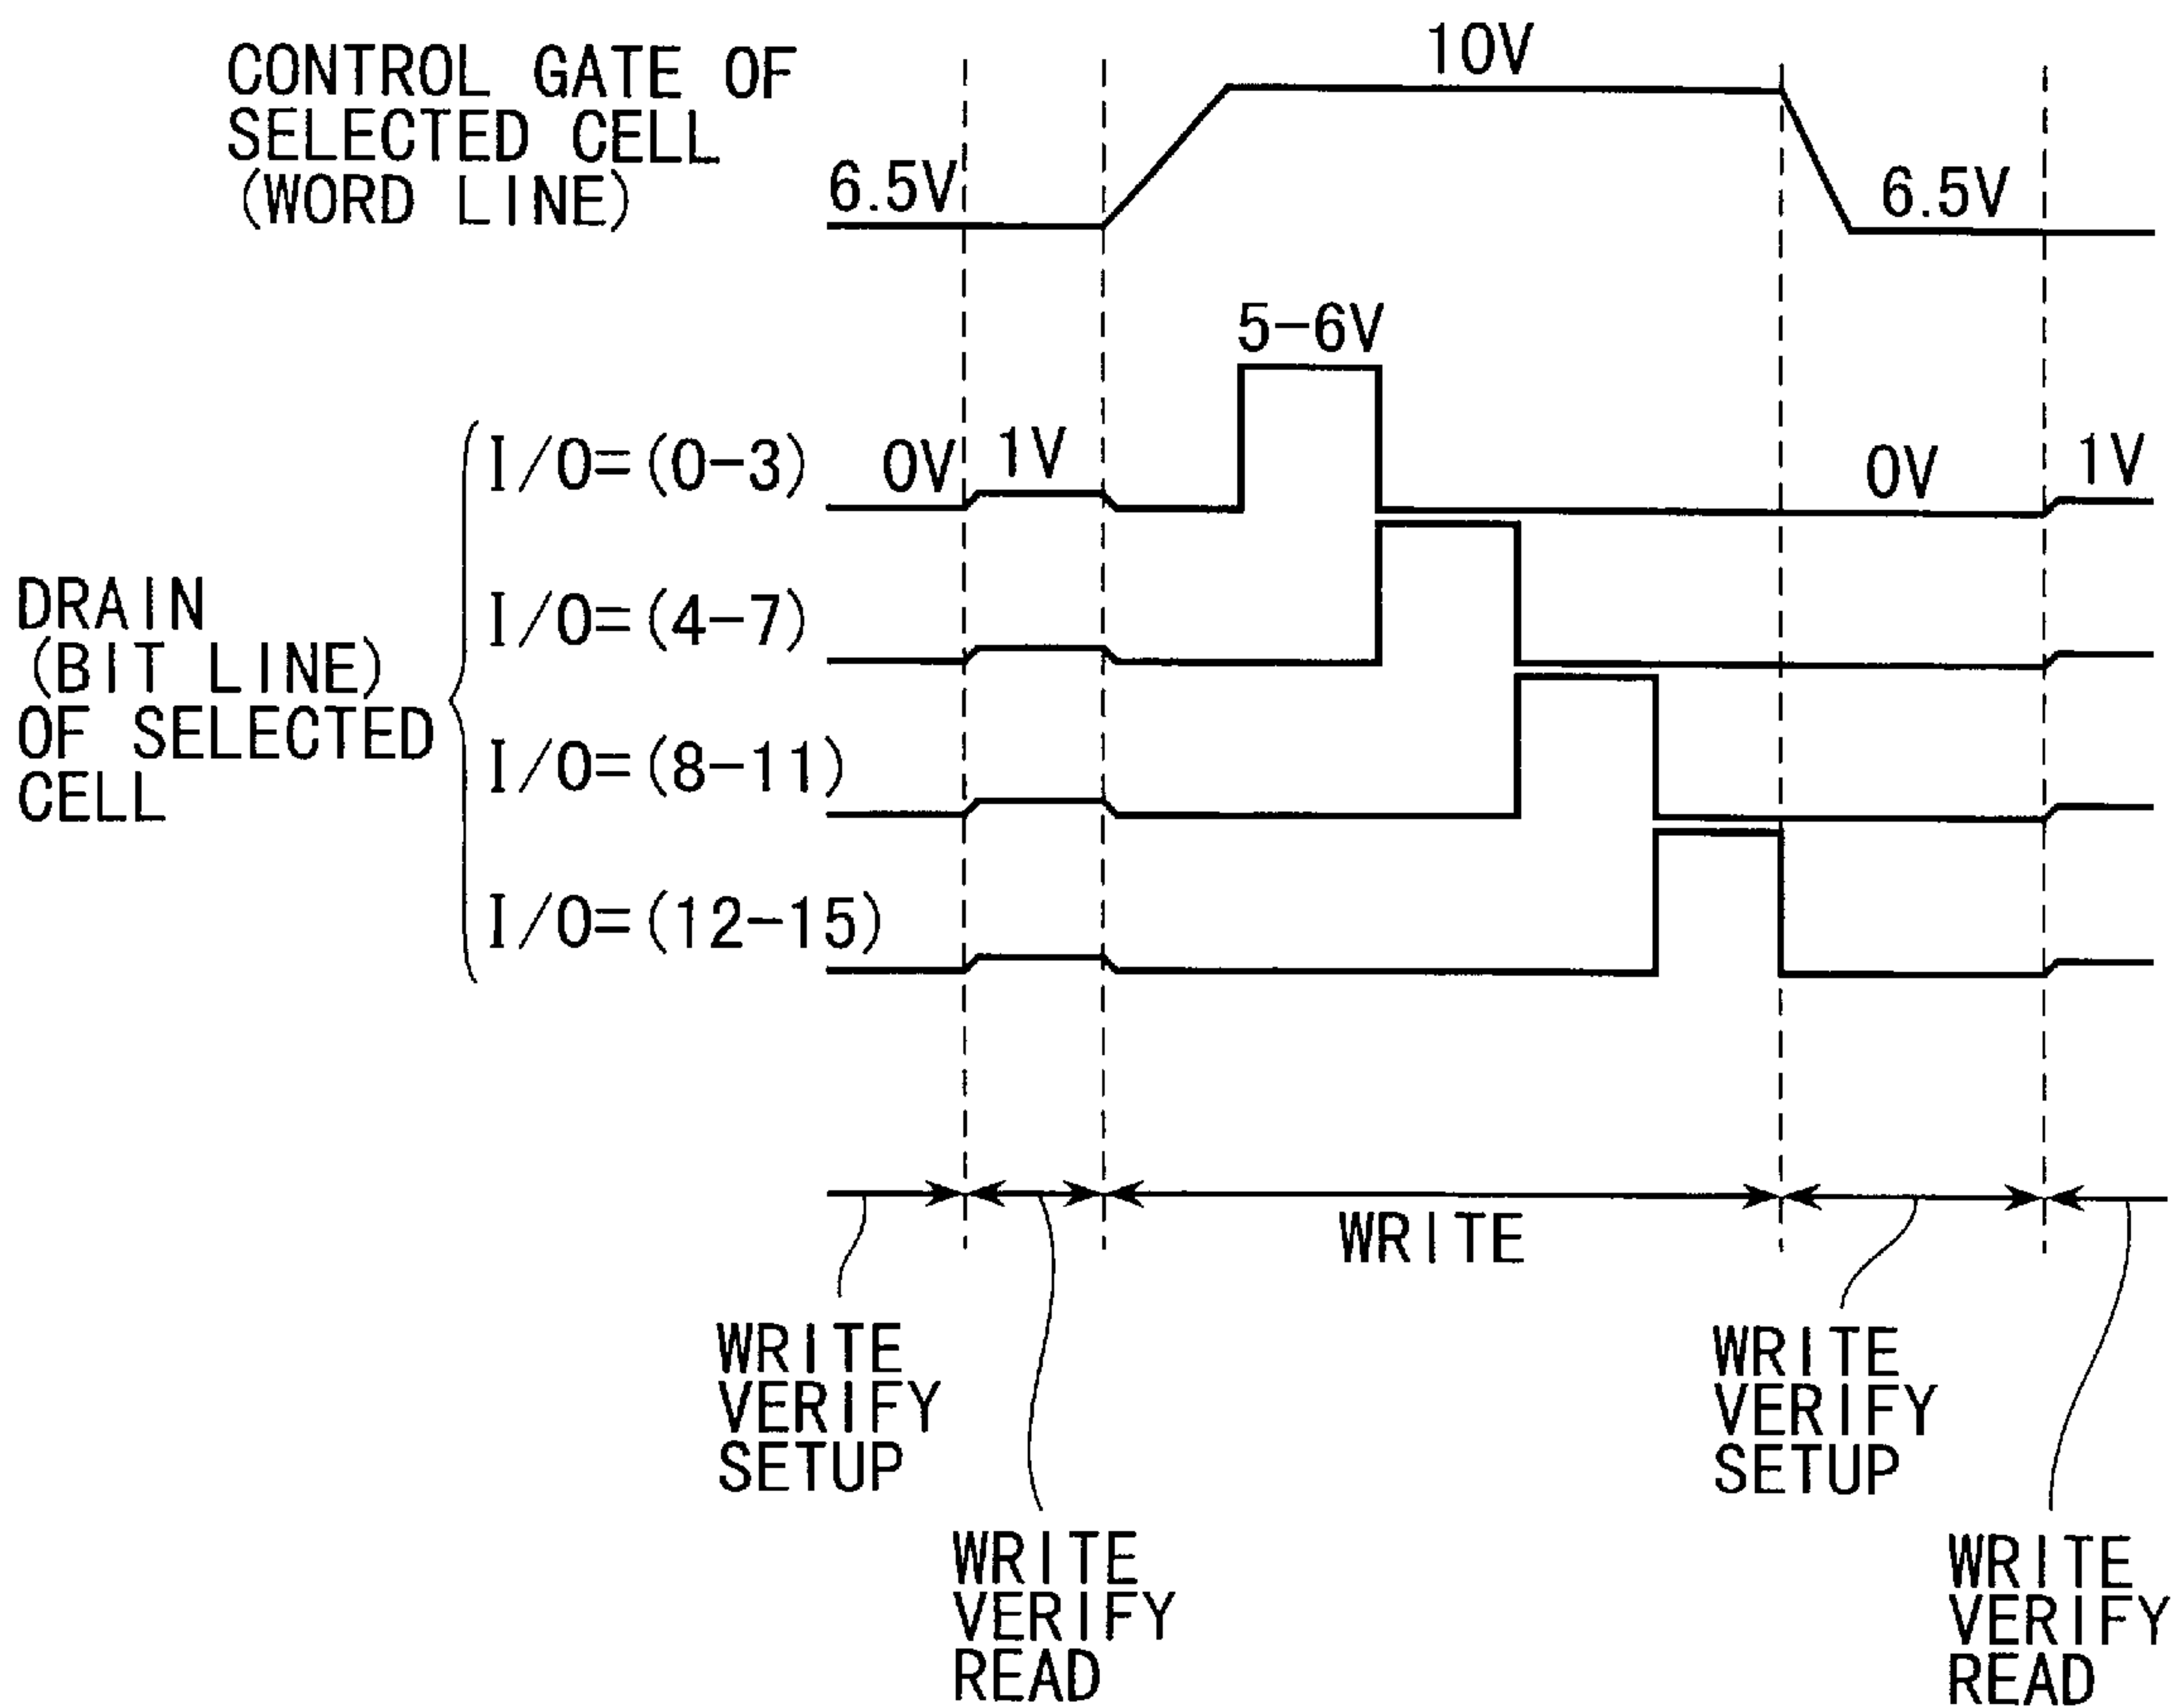 CONTROL GATE OF
SELECTED CELL
(WORD LINE)
10V
6.5V
6.5V
5-6V
I/O=(0-3)
0V
1V
0V
1V
I/O=(4-7)
I/O=(8-11)
I/O=(12-15)
DRAIN
(BIT LINE)
OF SELECTED
CELL
WRITE
WRITE
VERIFY
SETUP
WRITE
VERIFY
READ
WRITE
VERIFY
SETUP
WRITE
VERIFY
READ